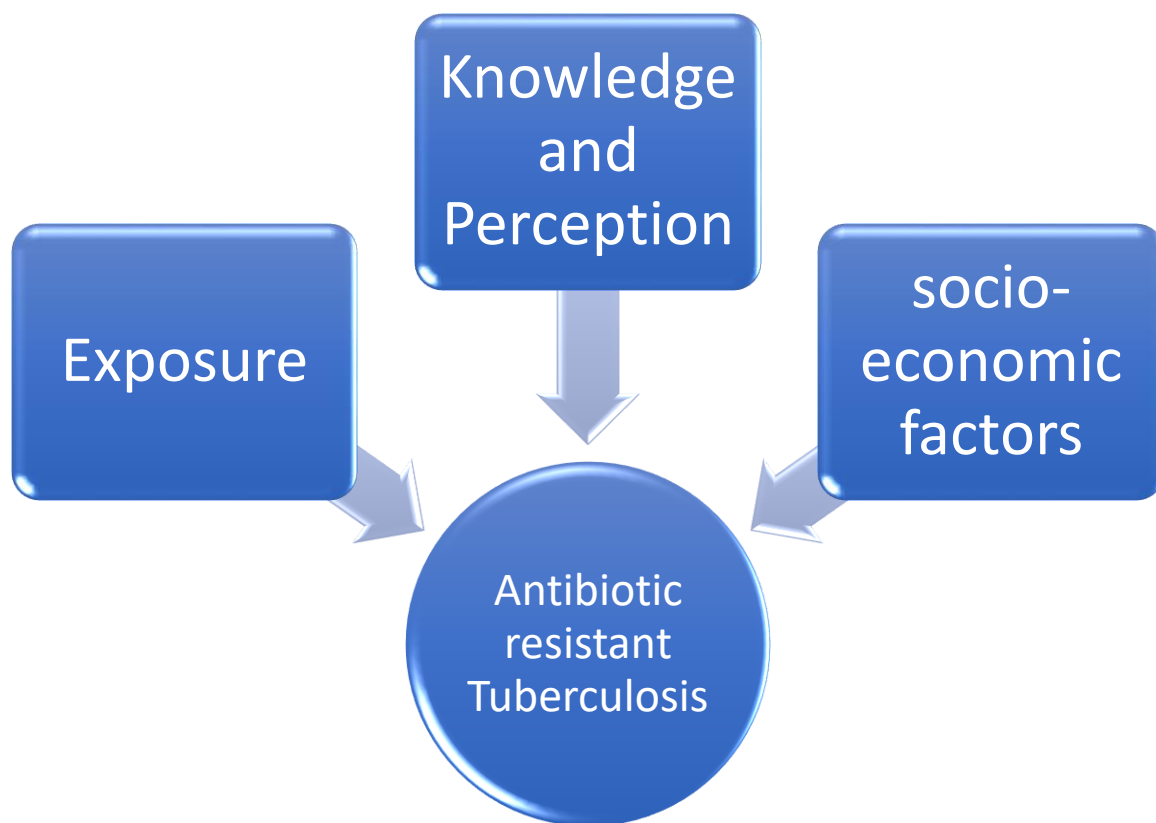 Knowledge
and
Perception
Exposure
socio-
economic
factors
Antibiotic
resistant
Tuberculosis